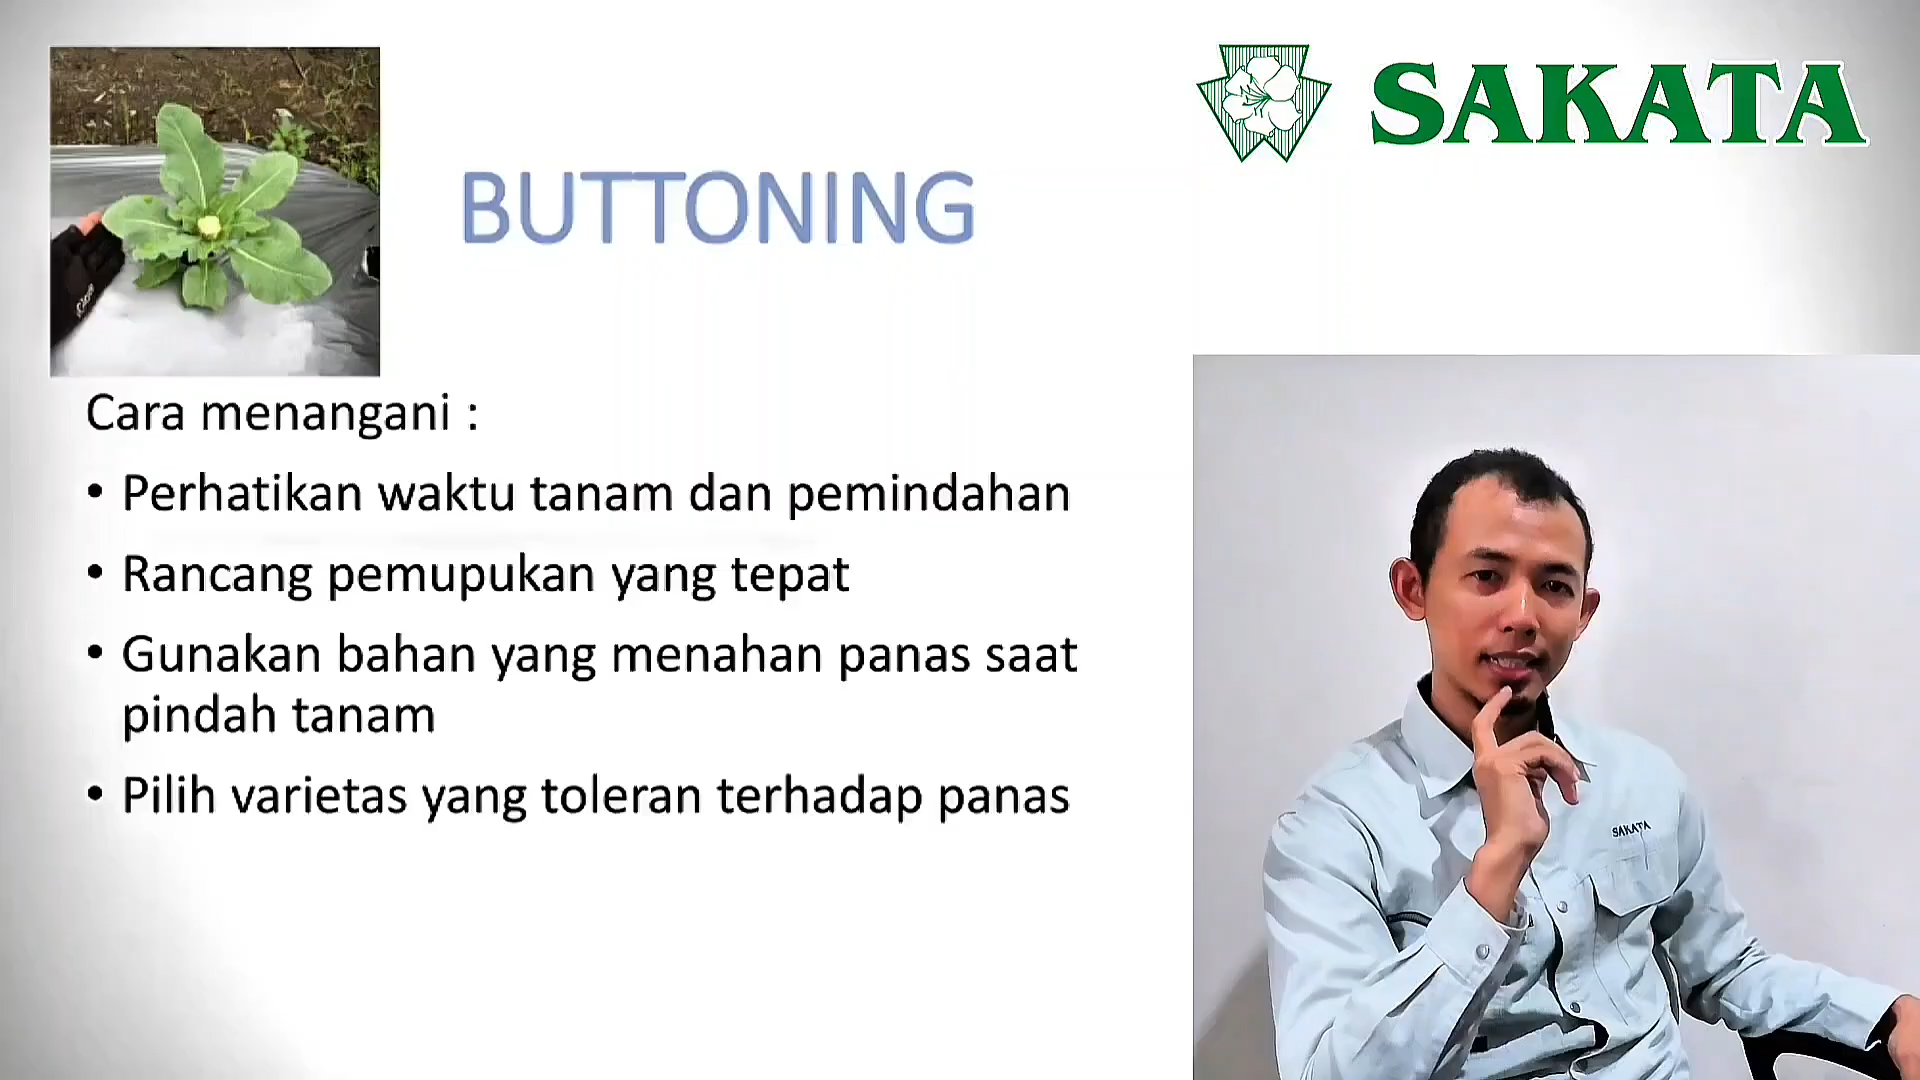 SAKATA
BUTTONING
Cara menangani :
• Perhatikan waktu tanam dan pemindahan
• Rancang pemupukan yang tepat
• Gunakan bahan yang menahan panas saat
pindah tanam
• Pilih varietas yang toleran terhadap panas
SAKATA